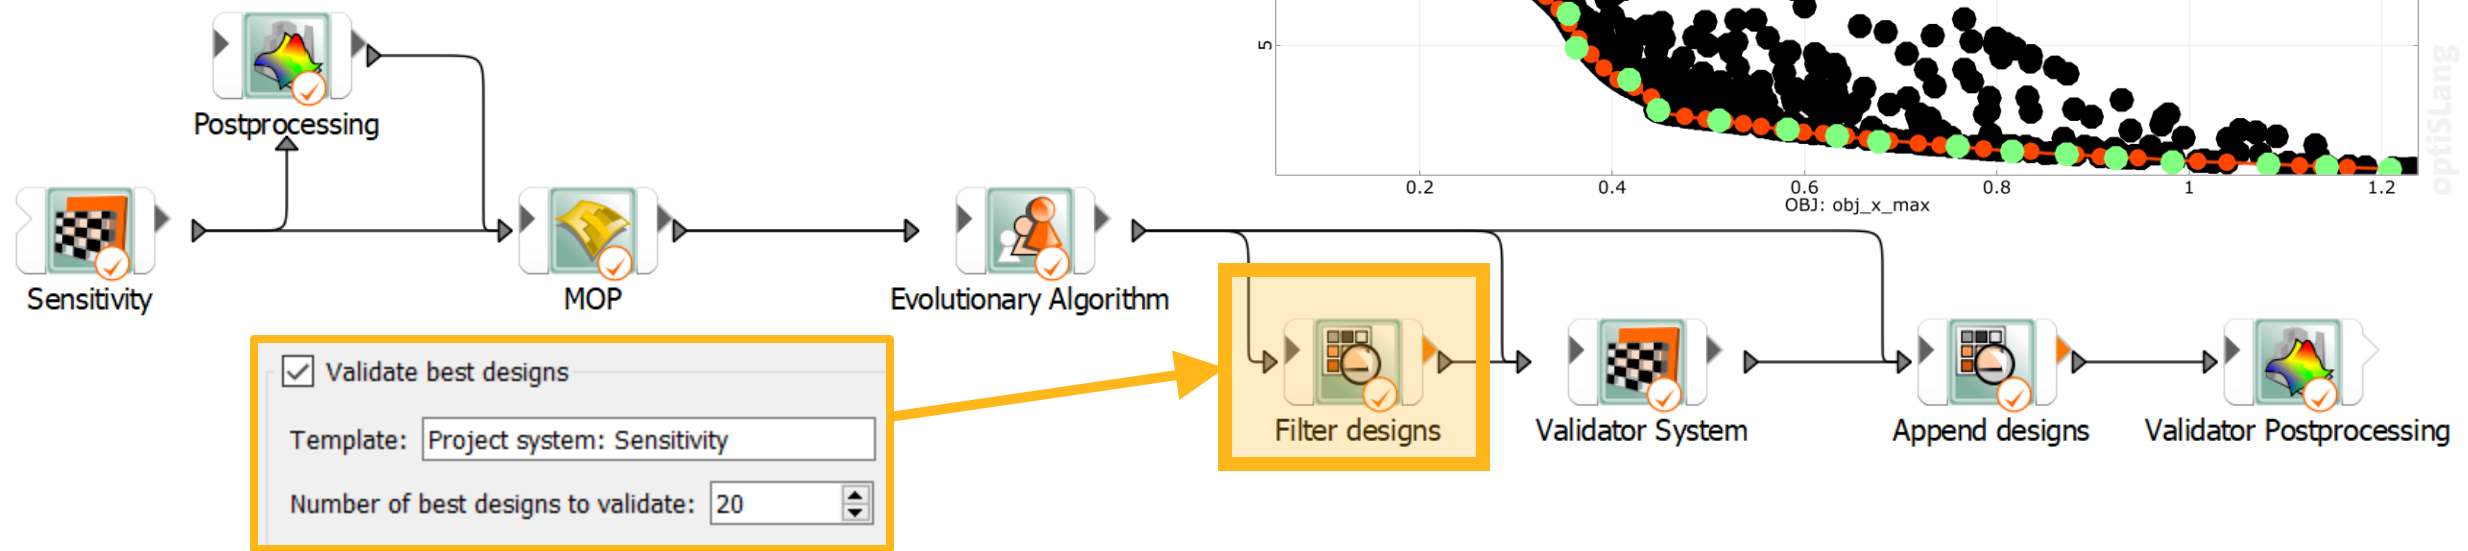 5
0.2 0.4 0.6 0.8 1 1.2
OBJ: obj_x_max
optiSLang
Postprocessing
Sensitivity
MOP
Evolutionary Algorithm
Filter designs
Validator System
Append designs
Validator Postprocessing
Validate best designs
Template: Project system: Sensitivity
Number of best designs to validate: 20